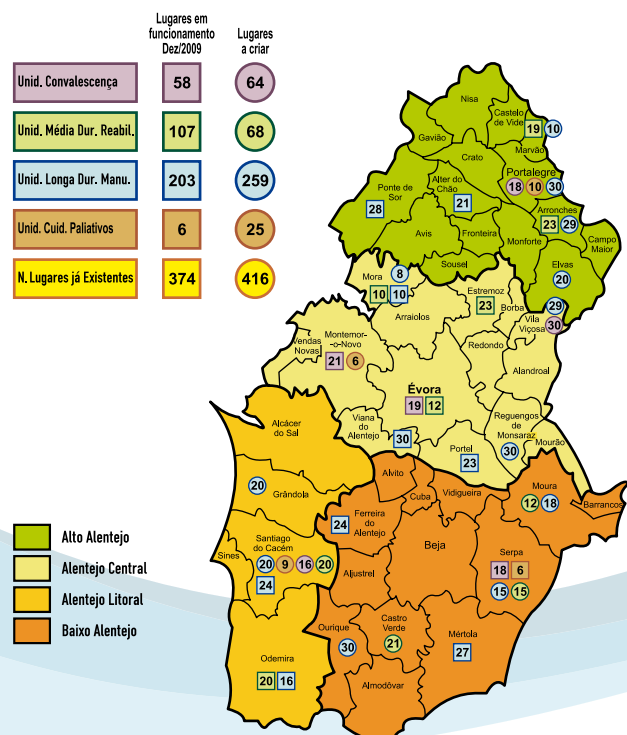 Lugares em
funcionamento
Dez/2009
Lugares
a criar
Unid. Convalescença 58 64
Unid. Média Dur. Reabil. 107 68
Unid. Longa Dur. Manu. 203 259
Unid. Cuid. Paliativos 6 25
N. Lugares já Existentes 374 416
Nisa
Castelo
de Vide
19 10
Gavião
Marvão
Crato
Portalegre
18 10 30
Ponte de
Sor
28
Alter do
Chão
21
Arronches
23 29
Avis
Fronteira
Monforte
Campo
Maior
Sousel
Elvas
20
29
Mora
8
10 10
Estremoz
23
Borba
Vila
Viçosa
30
Arraiolos
Vendas
Novas
Montemor-
o-Novo
21 6
Redondo
Alandroal
Évora
19 12
Viana do
Alentejo
30
Portel
23
Reguengos
de
Monsaraz
30
Mourão
Alcácer
do Sal
20
Grândola
Alvito
Cuba
Vidigueira
Moura
12 18
Barrancos
24
Ferreira
do
Alentejo
Beja
Sines
Santiago
do Cacém
20 9 16 20
24
Aljustrel
Serpa
18 6
15 15
Ourique
30
Castro
Verde
21
Mértola
27
Odemira
20 16
Almodôvar
Alto Alentejo
Alentejo Central
Alentejo Litoral
Baixo Alentejo